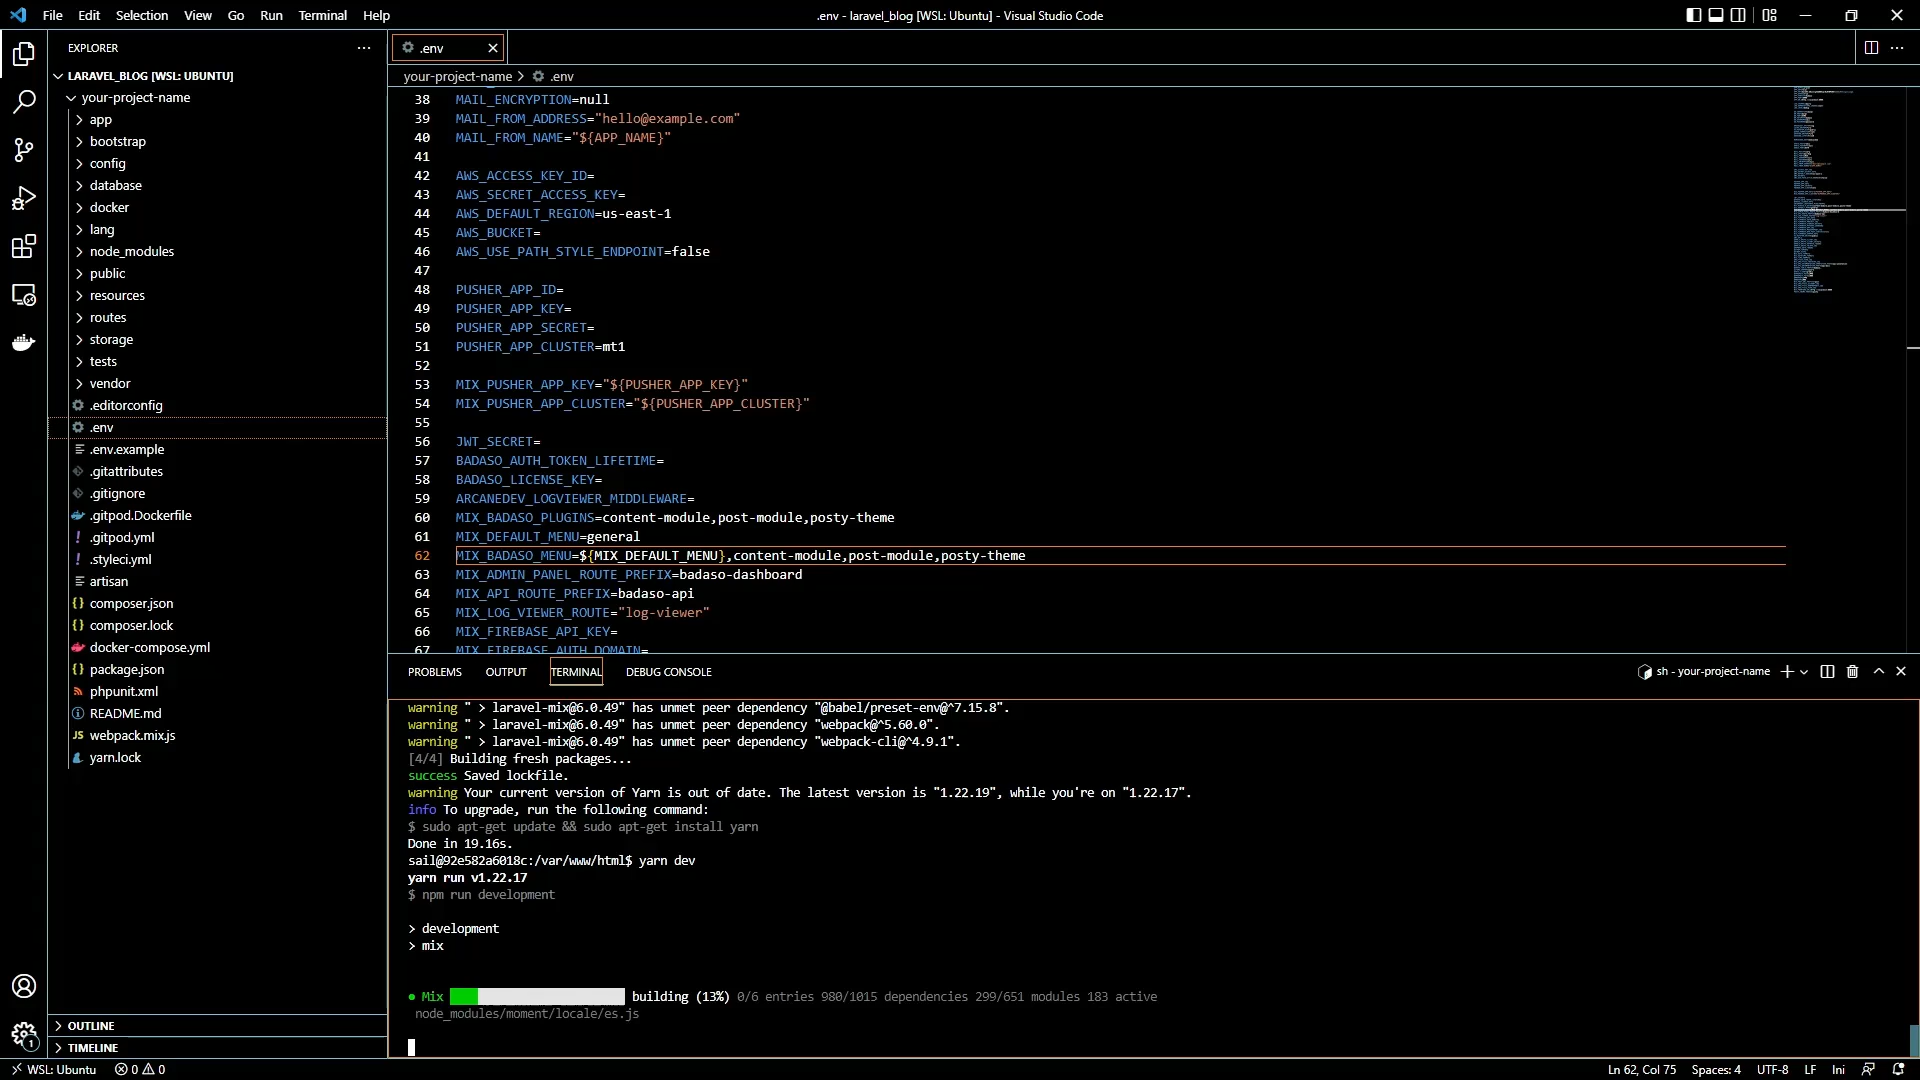 File Edit Selection View Go Run Terminal Help
.env - laravel_blog [WSL: Ubuntu] - Visual Studio Code
EXPLORER
LARAVEL_BLOG [WSL: UBUNTU]
your-project-name
app
bootstrap
config
database
docker
lang
node_modules
public
resources
routes
storage
tests
vendor
.editorconfig
.env
.env.example
.gitattributes
.gitignore
.gitpod.Dockerfile
.gitpod.yml
.styleci.yml
artisan
composer.json
composer.lock
docker-compose.yml
package.json
phpunit.xml
README.md
webpack.mix.js
yarn.lock
OUTLINE
TIMELINE
.env
your-project-name > .env
38 MAIL_ENCRYPTION=null
39 MAIL_FROM_ADDRESS="hello@example.com"
40 MAIL_FROM_NAME="${APP_NAME}"
41
42 AWS_ACCESS_KEY_ID=
43 AWS_SECRET_ACCESS_KEY=
44 AWS_DEFAULT_REGION=us-east-1
45 AWS_BUCKET=
46 AWS_USE_PATH_STYLE_ENDPOINT=false
47
48 PUSHER_APP_ID=
49 PUSHER_APP_KEY=
50 PUSHER_APP_SECRET=
51 PUSHER_APP_CLUSTER=mt1
52
53 MIX_PUSHER_APP_KEY="${PUSHER_APP_KEY}"
54 MIX_PUSHER_APP_CLUSTER="${PUSHER_APP_CLUSTER}"
55
56 JWT_SECRET=
57 BADASO_AUTH_TOKEN_LIFETIME=
58 BADASO_LICENSE_KEY=
59 ARCANEDEV_LOGVIEWER_MIDDLEWARE=
60 MIX_BADASO_PLUGINS=content-module,post-module,posty-theme
61 MIX_DEFAULT_MENU=general
62 MIX_BADASO_MENU=${MIX_DEFAULT_MENU},content-module,post-module,posty-theme
63 MIX_ADMIN_PANEL_ROUTE_PREFIX=badaso-dashboard
64 MIX_API_ROUTE_PREFIX=badaso-api
65 MIX_LOG_VIEWER_ROUTE="log-viewer"
66 MIX_FIREBASE_API_KEY=
67 MIX_FIREBASE_AUTH_DOMAIN=
PROBLEMS OUTPUT TERMINAL DEBUG CONSOLE
sh - your-project-name
warning " > laravel-mix@6.0.49" has unmet peer dependency "@babel/preset-env@^7.15.8".
warning " > laravel-mix@6.0.49" has unmet peer dependency "webpack@^5.60.0".
warning " > laravel-mix@6.0.49" has unmet peer dependency "webpack-cli@^4.9.1".
[4/4] Building fresh packages...
success Saved lockfile.
warning Your current version of Yarn is out of date. The latest version is "1.22.19", while you're on "1.22.17".
info To upgrade, run the following command:
$ sudo apt-get update && sudo apt-get install yarn
Done in 19.16s.
sail@92e582a6018c:/var/www/html$ yarn dev
yarn run v1.22.17
$ npm run development
> development
> mix
● Mix building (13%) 0/6 entries 980/1015 dependencies 299/651 modules 183 active
node_modules/moment/locale/es.js
1
WSL: Ubuntu 0 0
Ln 62, Col 75 Spaces: 4 UTF-8 LF Ini